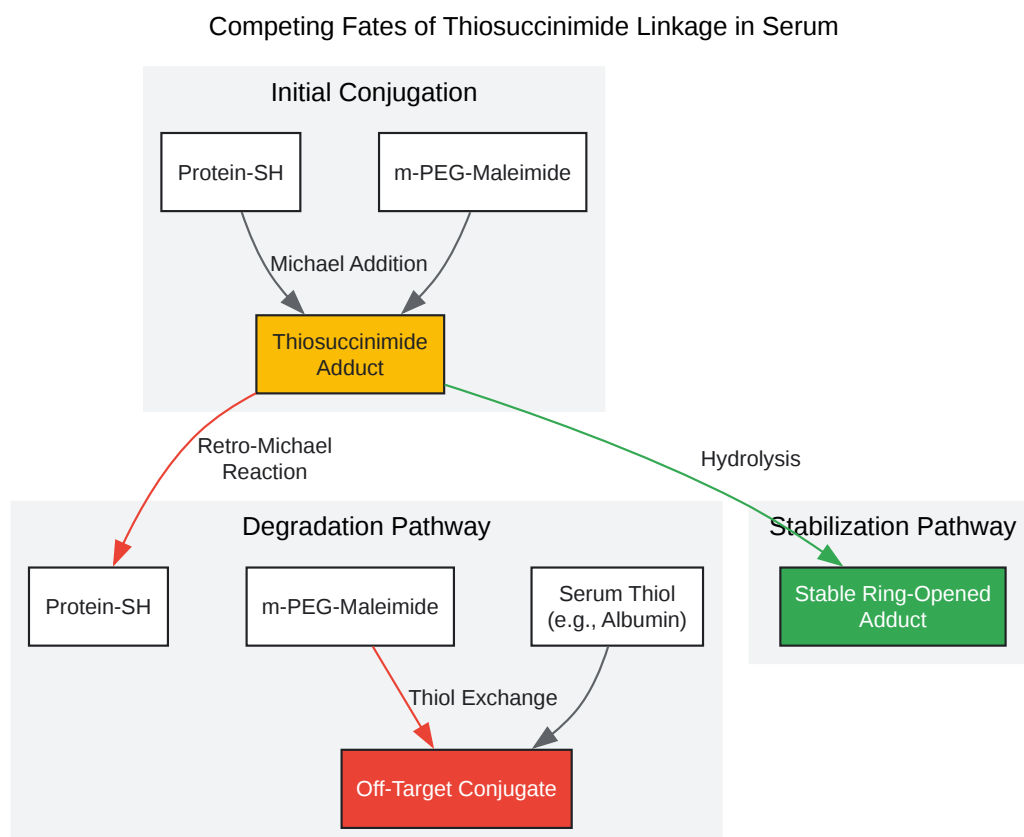 Competing Fates of Thiosuccinimide Linkage in Serum
Initial Conjugation
Protein-SH
m-PEG-Maleimide
Michael Addition
Thiosuccinimide
Adduct
Retro-Michael
Reaction
Hydrolysis
Degradation Pathway
Stabilization Pathway
Protein-SH
m-PEG-Maleimide
Serum Thiol
(e.g., Albumin)
Stable Ring-Opened
Adduct
Thiol Exchange
Off-Target Conjugate